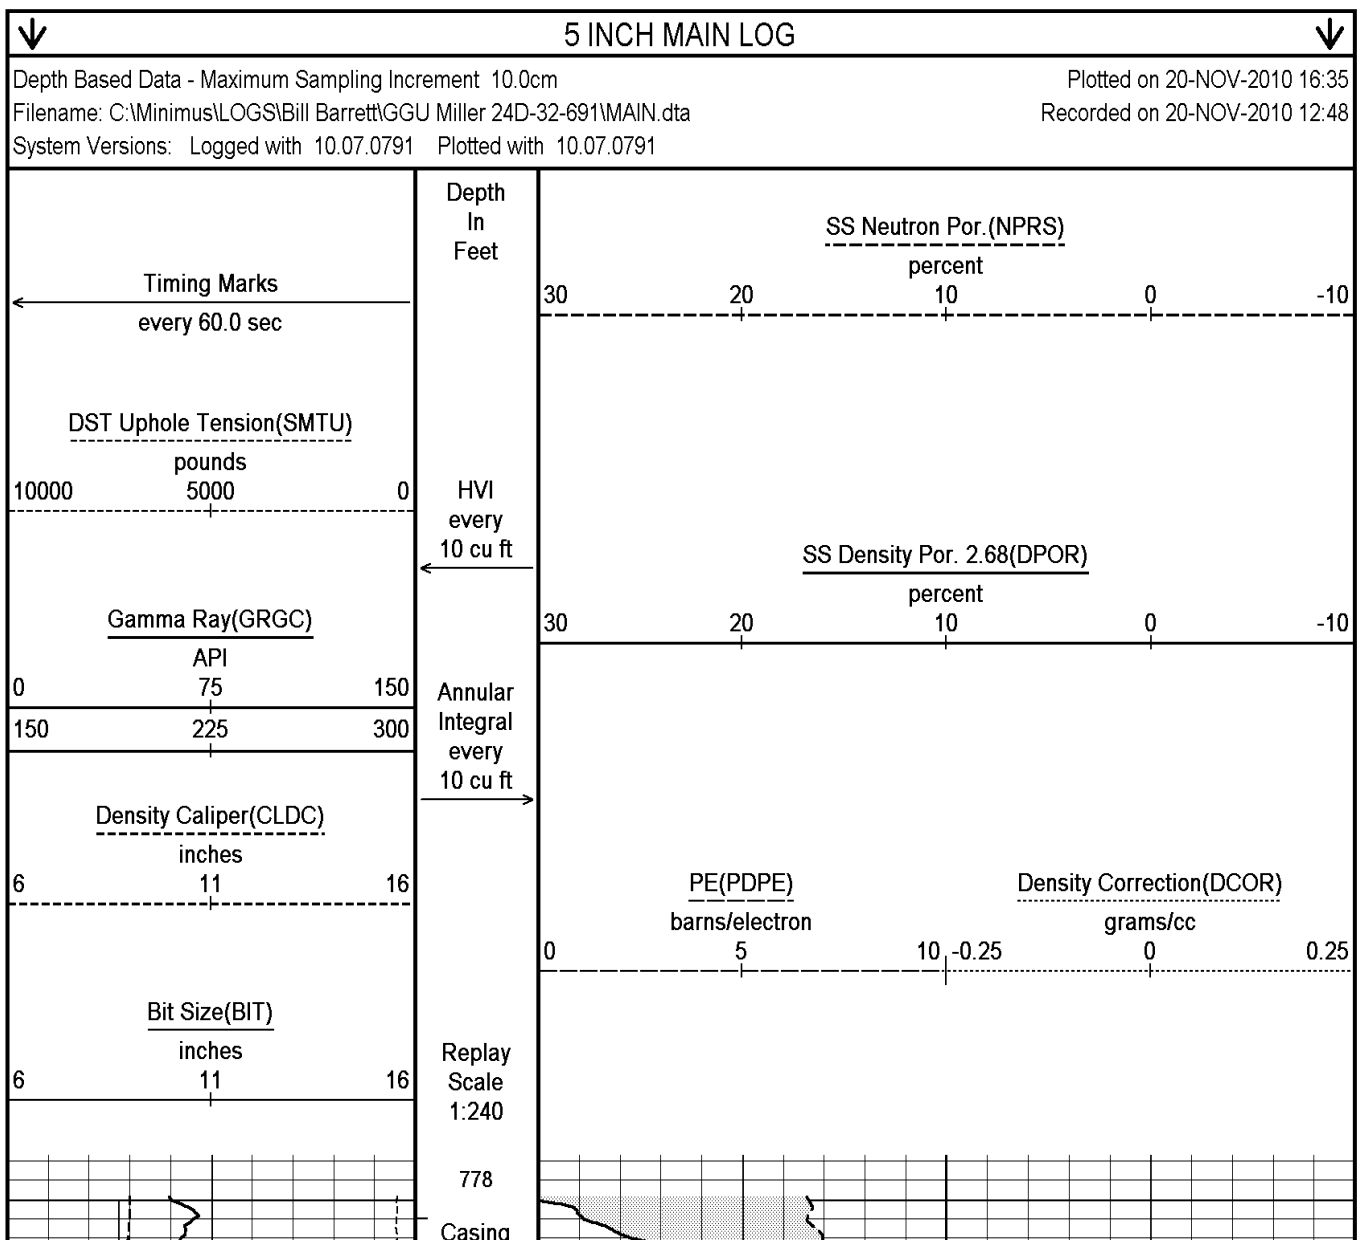 5 INCH MAIN LOG
Depth Based Data - Maximum Sampling Increment 10.0cm
Plotted on 20-NOV-2010 16:35
Filename: C:\Minimus\LOGS\Bill Barrett\GGU Miller 24D-32-691\MAIN.dta
Recorded on 20-NOV-2010 12:48
System Versions: Logged with 10.07.0791 Plotted with 10.07.0791
Timing Marks
every 60.0 sec
DST Uphole Tension(SMTU)
pounds
10000 5000 0
Gamma Ray(GRGC)
API
0 75 150
150 225 300
Density Caliper(CLDC)
inches
6 11 16
Bit Size(BIT)
inches
6 11 16
Depth
In
Feet
HVI
every
10 cu ft
Annular
Integral
every
10 cu ft
Replay
Scale
1:240
778
Casing
SS Neutron Por.(NPRS)
percent
30 20 10 0 -10
SS Density Por. 2.68(DPOR)
percent
30 20 10 0 -10
PE(PDPE)
barns/electron
0 5 10
Density Correction(DCOR)
grams/cc
-0.25 0 0.25